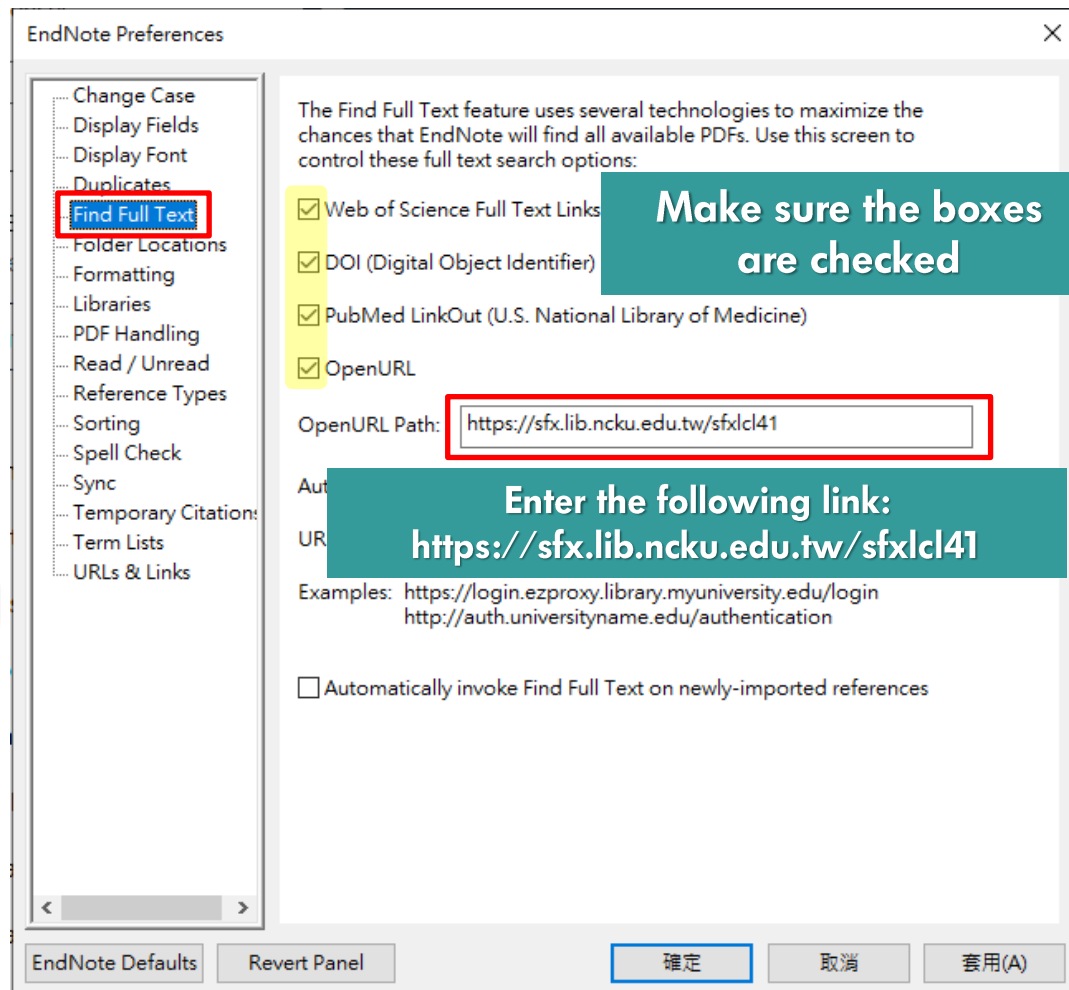 EndNote Preferences
Change Case
Display Fields
Display Font
Duplicates
Find Full Text
Folder Locations
Formatting
Libraries
PDF Handling
Read / Unread
Reference Types
Sorting
Spell Check
Sync
Temporary Citations
Term Lists
URLs & Links
The Find Full Text feature uses several technologies to maximize the
chances that EndNote will find all available PDFs. Use this screen to
control these full text search options:
Web of Science Full Text Links
Make sure the boxes
are checked
DOI (Digital Object Identifier)
PubMed LinkOut (U.S. National Library of Medicine)
OpenURL
OpenURL Path: https://sfx.lib.ncku.edu.tw/sfxlcl41
Aut
Enter the following link:
UR
https://sfx.lib.ncku.edu.tw/sfxlcl41
Examples: https://login.ezproxy.library.myuniversity.edu/login
http://auth.universityname.edu/authentication
Automatically invoke Find Full Text on newly-imported references
EndNote Defaults Revert Panel 確定 取消 套用(A)